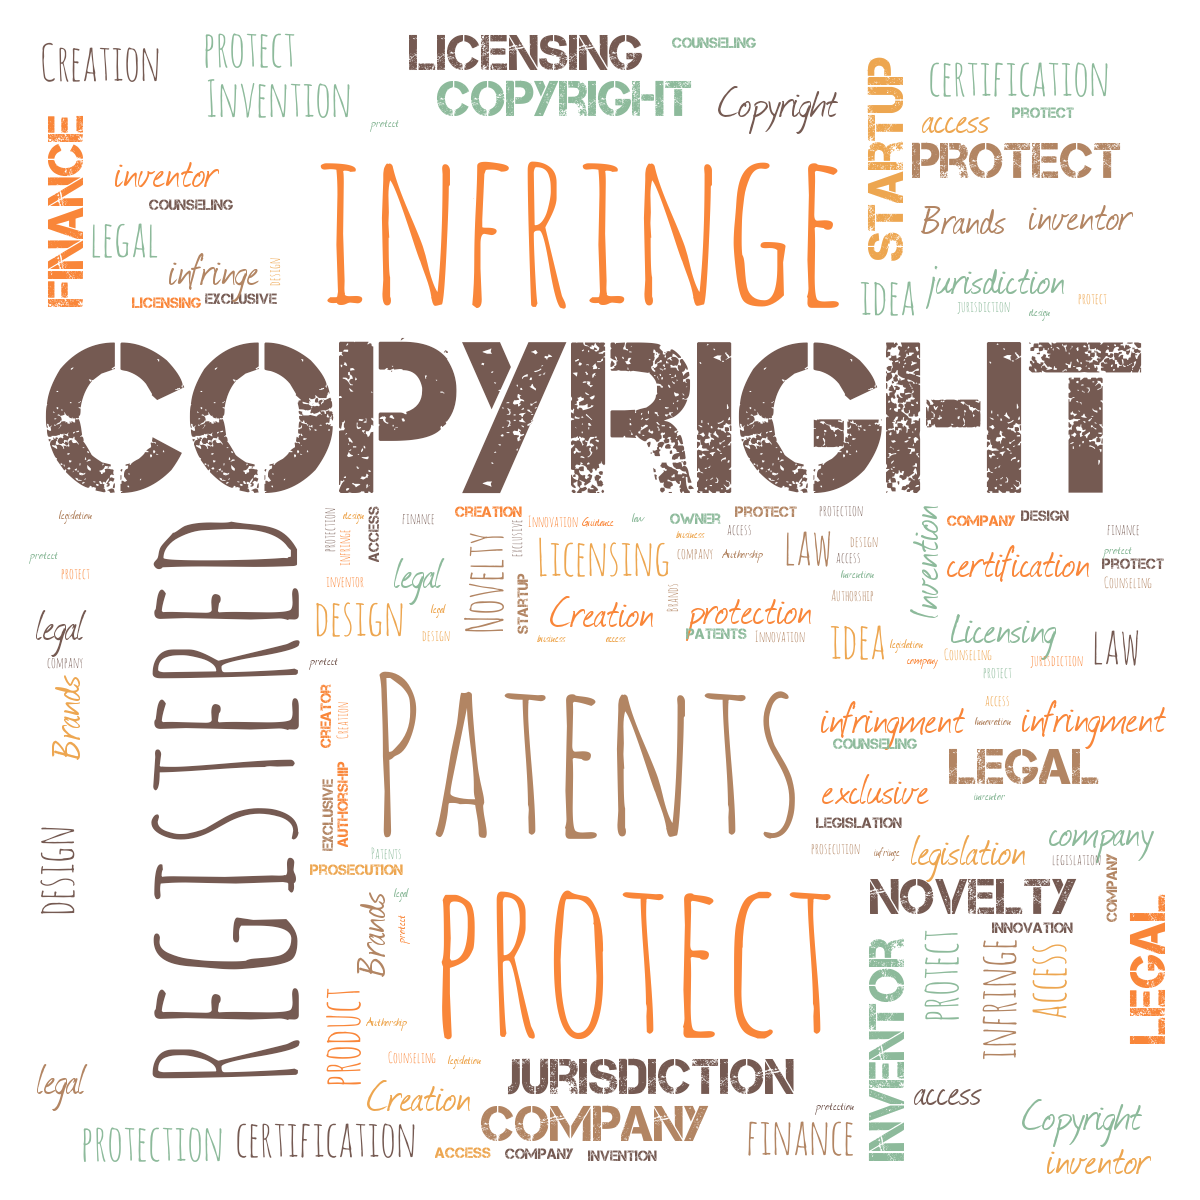 Creation
PROTECT
Invention
LICENSING
COPYRIGHT
COUNSELING
Copyright
protect
STARTUP
CERTIFICATION
PROTECT
access
PROTECT
FINANCE
inventor
COUNSELING
LEGAL
infringe
DESIGN
LICENSING
EXCLUSIVE
INFRINGE
Brands
inventor
IDEA
jurisdiction
JURISDICTION
design
PROTECT
COPYRIGHT
legislation
protect
PROTECT
legal
COMPANY
Brands
DESIGN
legal
REGISTERED
PROTECTION
design
INFRINGE
ACCESS
FINANCE
INVENTOR
legal
DESIGN
legal
DESIGN
protect
CREATION
Novelty
EXCLUSIVE
STARTUP
Innovation
Guidance
law
OWNER
business
PROTECT
ACCESS
PROTECTION
Licensing
COMPANY
Authorship
LAW
DESIGN
ACCESS
Creation
Brands
protection
business
access
PATENTS
Innovation
Authorship
IDEA
legislation
company
Invention
COMPANY
DESIGN
FINANCE
certification
protect
PROTECT
Counseling
Licensing
Counseling
JURISDICTION
LAW
PROTECT
ACCESS
CREATOR
Creation
EXCLUSIVE
AUTHORSHIP
Patents
infringment
infringment
COUNSELING
LEGAL
exclusive
LEGISLATION
PROSECUTION
infringe
legislation
company
LEGISLATION
COMPANY
Patents
PROSECUTION
Brands
legal
protect
PRODUCT
Authorship
PROTECT
NOVELTY
INNOVATION
INVENTOR
PROTECT
INFRINGE
ACCESS
LEGAL
Counseling
legislation
Creation
JURISDICTION
COMPANY
ACCESS
COMPANY
INVENTION
protection
FINANCE
access
Copyright
inventor
PROTECTION
CERTIFICATION